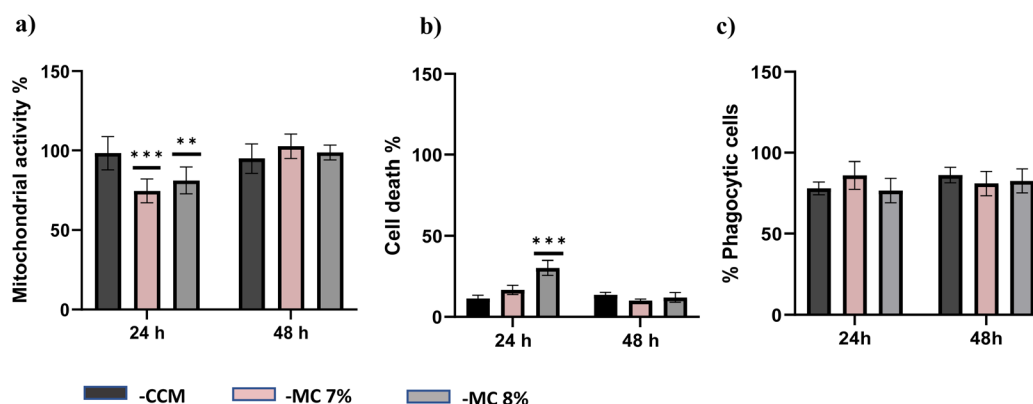 a)
Mitochondrial activity %
150
100
50
0
***
**
24 h
48 h
b)
Cell death %
150
100
50
0
***
24 h
48 h
c)
% Phagocytic cells
150
100
50
0
24h
48h
-CCM
-MC 7%
-MC 8%